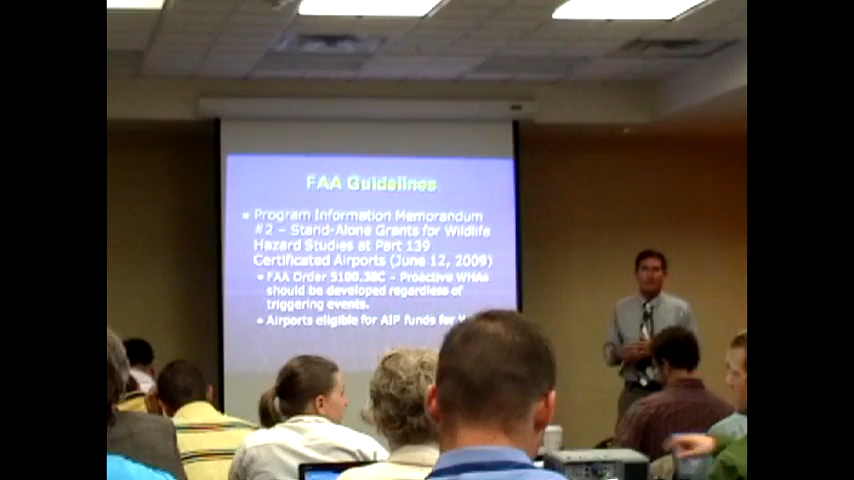 FAA Guidelines
Program Information Memorandum
#2 – Stand-Alone Grants for Wildlife
Hazard Studies at Part 139
Certificated Airports (June 12, 2009)
FAA Order 5100.38C – Proactive WHAs
should be developed regardless of
triggering events.
Airports eligible for AIP funds for